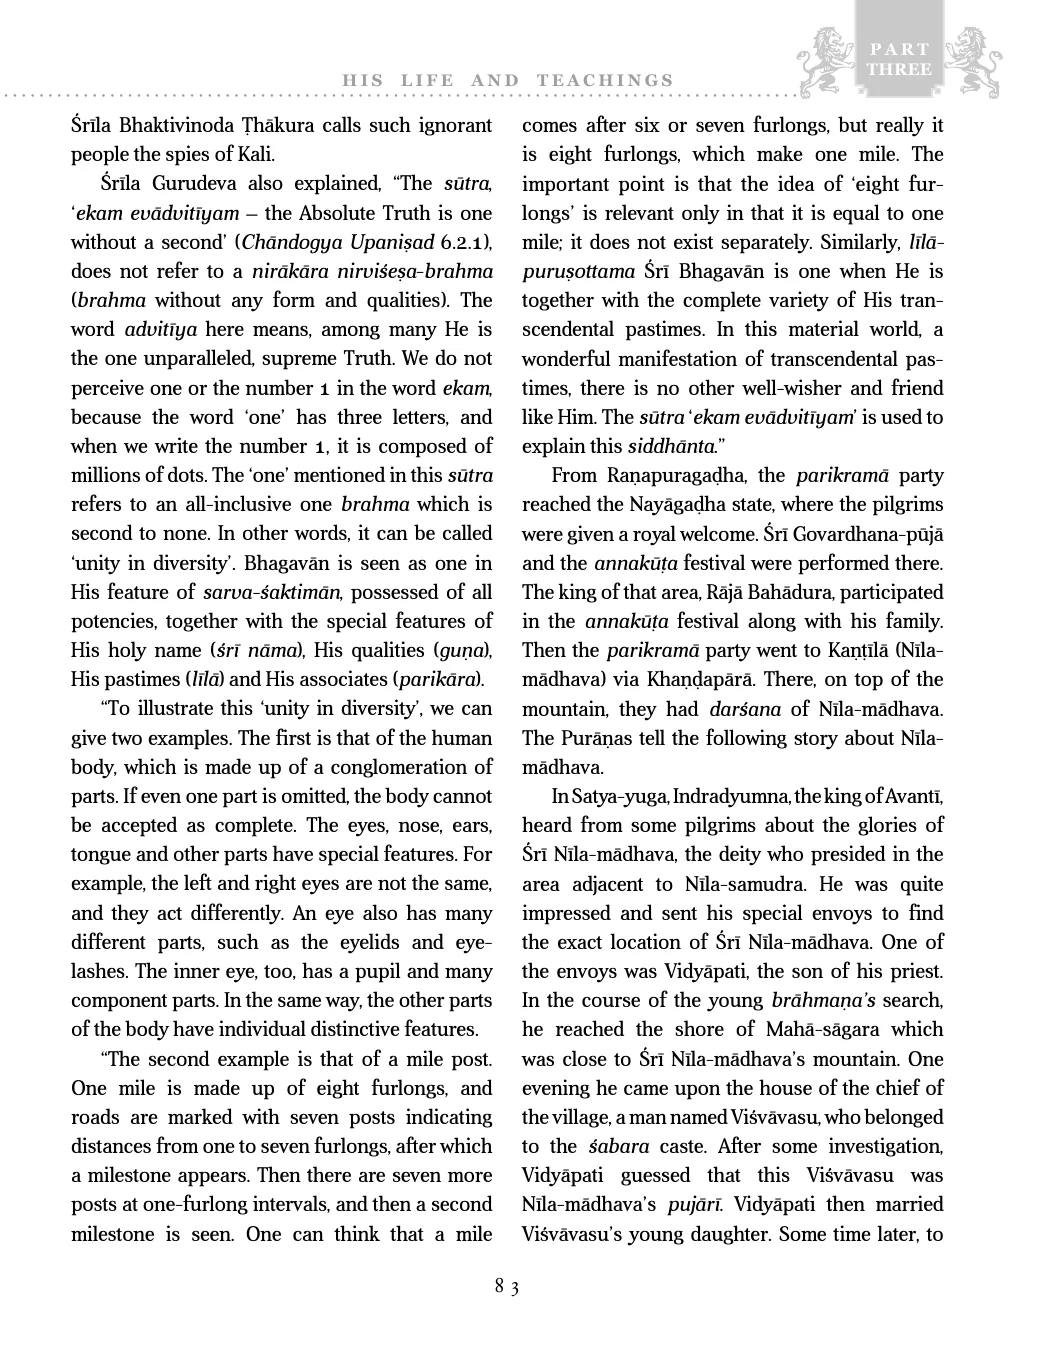 PART
THREE
HIS LIFE AND TEACHINGS
Śrīla Bhaktivinoda Ṭhākura calls such ignorant
people the spies of Kali.
Śrīla Gurudeva also explained, “The sūtra,
‘ekam evādvitīyam – the Absolute Truth is one
without a second’ (Chāndogya Upaniṣad 6.2.1),
does not refer to a nirākāra nirviśeṣa-brahma
(brahma without any form and qualities). The
word advitīya here means, among many He is
the one unparalleled, supreme Truth. We do not
perceive one or the number 1 in the word ekam,
because the word ‘one’ has three letters, and
when we write the number 1, it is composed of
millions of dots. The ‘one’ mentioned in this sūtra
refers to an all-inclusive one brahma which is
second to none. In other words, it can be called
‘unity in diversity’. Bhagavān is seen as one in
His feature of sarva-śaktimān, possessed of all
potencies, together with the special features of
His holy name (śrī nāma), His qualities (guṇa),
His pastimes (līlā) and His associates (parikāra).
“To illustrate this ‘unity in diversity’, we can
give two examples. The first is that of the human
body, which is made up of a conglomeration of
parts. If even one part is omitted, the body cannot
be accepted as complete. The eyes, nose, ears,
tongue and other parts have special features. For
example, the left and right eyes are not the same,
and they act differently. An eye also has many
different parts, such as the eyelids and eye-
lashes. The inner eye, too, has a pupil and many
component parts. In the same way, the other parts
of the body have individual distinctive features.
“The second example is that of a mile post.
One mile is made up of eight furlongs, and
roads are marked with seven posts indicating
distances from one to seven furlongs, after which
a milestone appears. Then there are seven more
posts at one-furlong intervals, and then a second
milestone is seen. One can think that a mile
comes after six or seven furlongs, but really it
is eight furlongs, which make one mile. The
important point is that the idea of ‘eight fur-
longs’ is relevant only in that it is equal to one
mile; it does not exist separately. Similarly, līlā-
puruṣottama Śrī Bhagavān is one when He is
together with the complete variety of His tran-
scendental pastimes. In this material world, a
wonderful manifestation of transcendental pas-
times, there is no other well-wisher and friend
like Him. The sūtra ‘ekam evādvitīyam’ is used to
explain this siddhānta.”
From Raṇapuragaḍha, the parikramā party
reached the Nayāgaḍha state, where the pilgrims
were given a royal welcome. Śrī Govardhana-pūjā
and the annakūṭa festival were performed there.
The king of that area, Rājā Bahādura, participated
in the annakūṭa festival along with his family.
Then the parikramā party went to Kaṇṭīlā (Nīla-
mādhava) via Khaṇḍapārā. There, on top of the
mountain, they had darśana of Nīla-mādhava.
The Purāṇas tell the following story about Nīla-
mādhava.
In Satya-yuga, Indradyumna, the king of Avantī,
heard from some pilgrims about the glories of
Śrī Nīla-mādhava, the deity who presided in the
area adjacent to Nīla-samudra. He was quite
impressed and sent his special envoys to find
the exact location of Śrī Nīla-mādhava. One of
the envoys was Vidyāpati, the son of his priest.
In the course of the young brāhmaṇa’s search,
he reached the shore of Mahā-sāgara which
was close to Śrī Nīla-mādhava’s mountain. One
evening he came upon the house of the chief of
the village, a man named Viśvāvasu, who belonged
to the śabara caste. After some investigation,
Vidyāpati guessed that this Viśvāvasu was
Nīla-mādhava’s pujārī. Vidyāpati then married
Viśvāvasu’s young daughter. Some time later, to
83